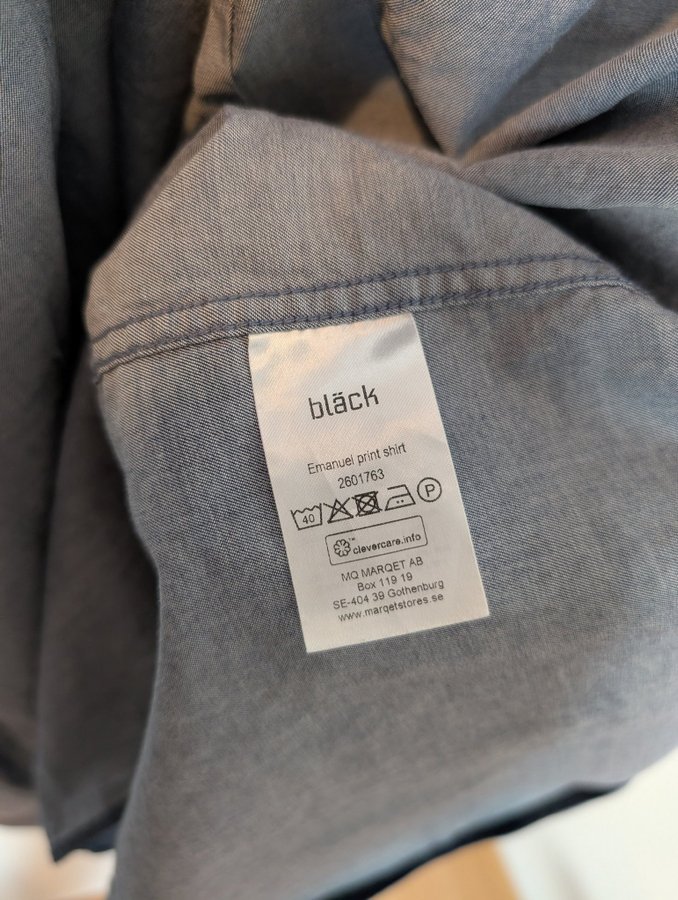 bläck
Emanuel print shirt
2601763
40 P
™ clevercare.info
MQ MARQET AB
Box 119 19
SE-404 39 Gothenburg
www.marqetstores.se